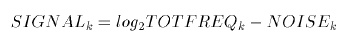 SIGNAL_k = log_2 TOTFREQ_k − NOISE_k